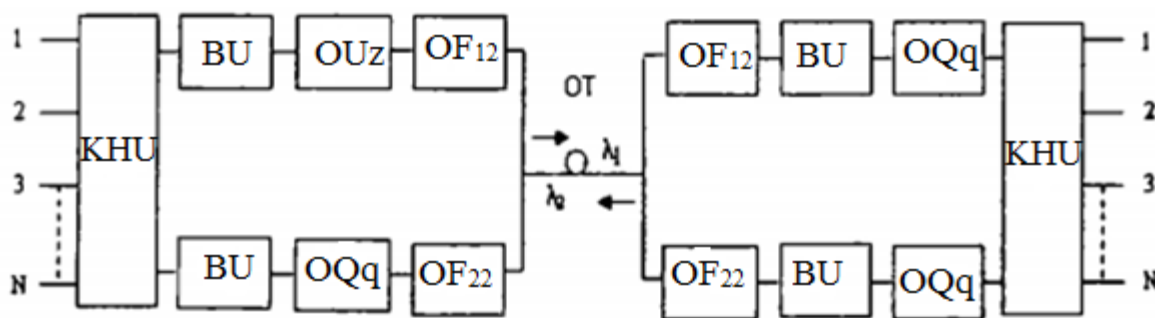 1 BU OUz OF12 OF12 BU OQq 1
OT
2 2
KHU λ1 KHU
3 λ2 3
BU OQq OF22 OF22 BU OQq
N N